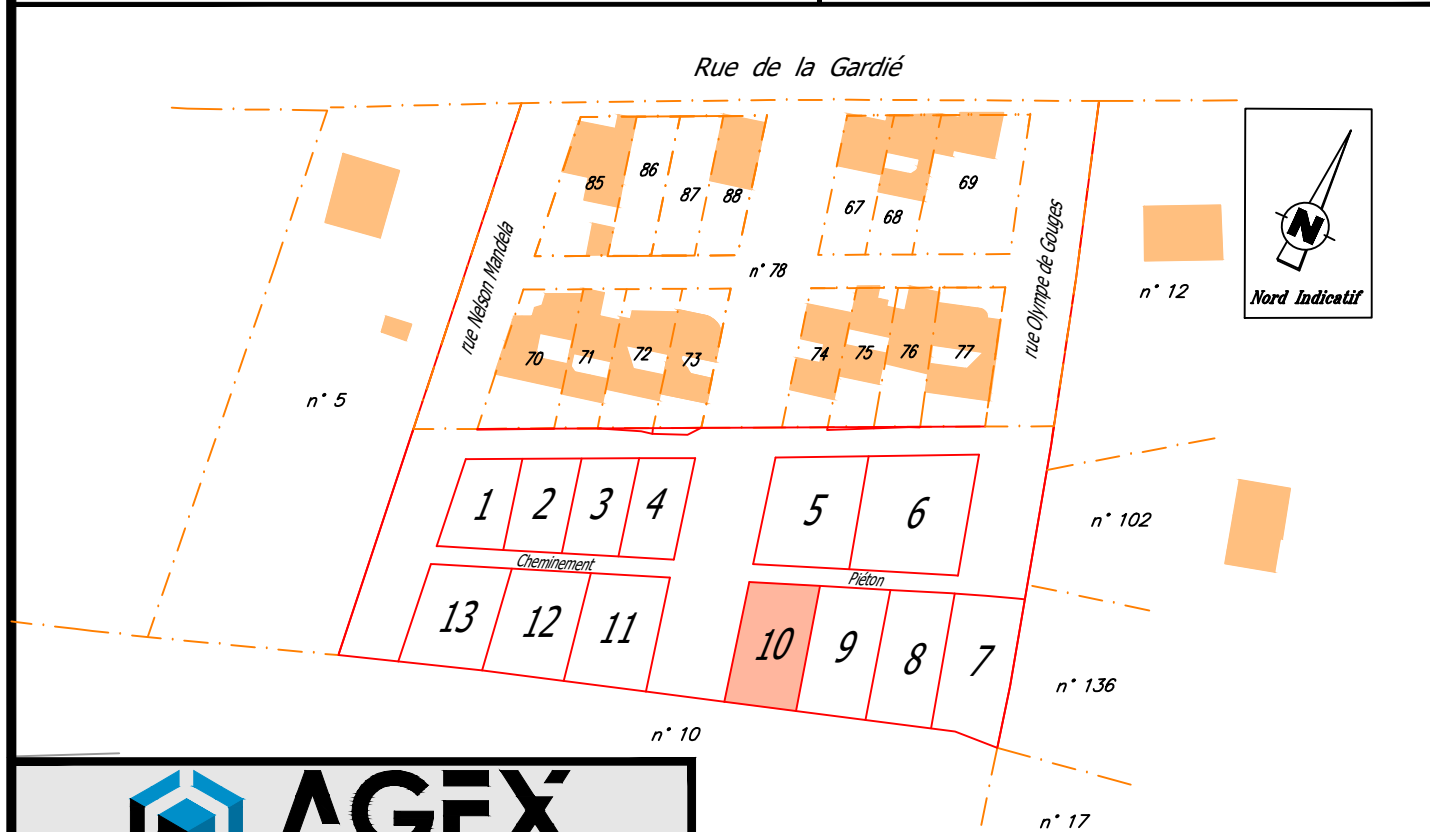 Rue de la Gardié
85 86 87 88 67 68 69
rue Nelson Mandela
rue Olympe de Gouges
n° 78
n° 12
N
Nord Indicatif
70 71 72 73 74 75 76 77
n° 5
1 2 3 4 5 6
n° 102
Cheminement
Piéton
13 12 11 10 9 8 7
n° 136
n° 10
n° 17
AGEX